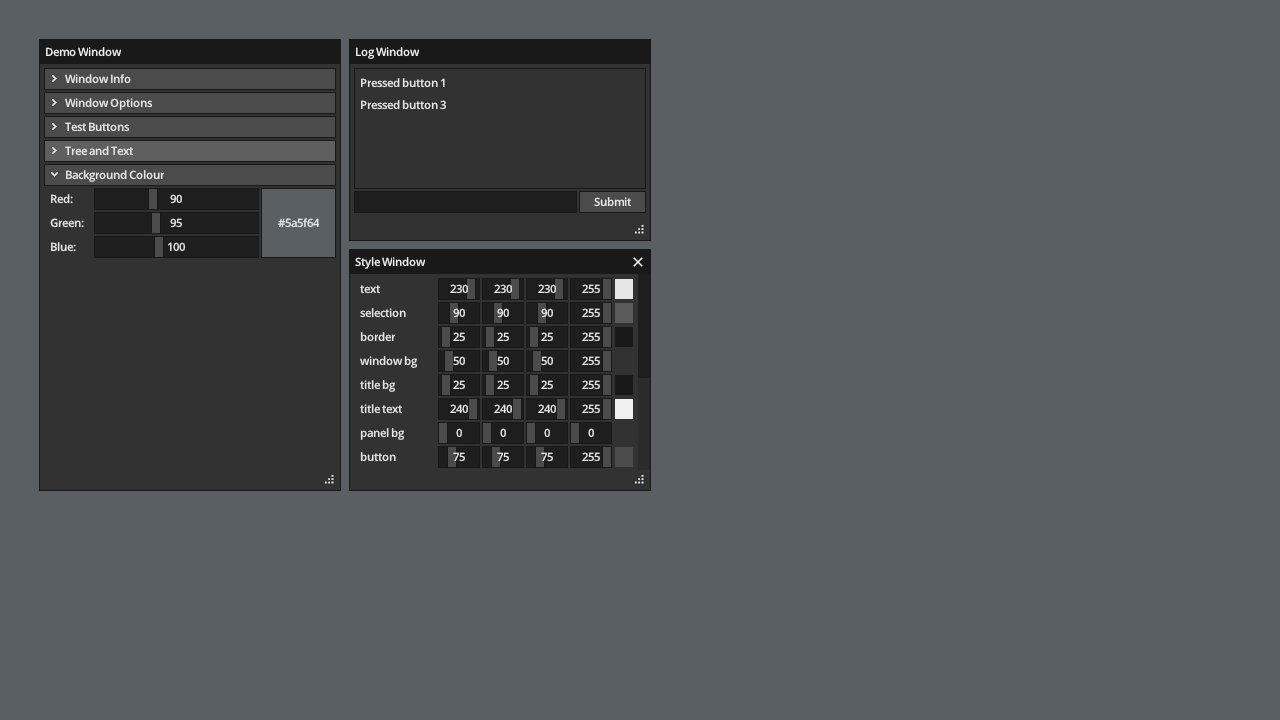 Demo Window
Window Info
Window Options
Test Buttons
Tree and Text
Background Colour
Red: 90
Green: 95
Blue: 100
#5a5f64
Log Window
Pressed button 1
Pressed button 3
Submit
Style Window
text 230 230 230 255
selection 90 90 90 255
border 25 25 25 255
window bg 50 50 50 255
title bg 25 25 25 255
title text 240 240 240 255
panel bg 0 0 0 0
button 75 75 75 255